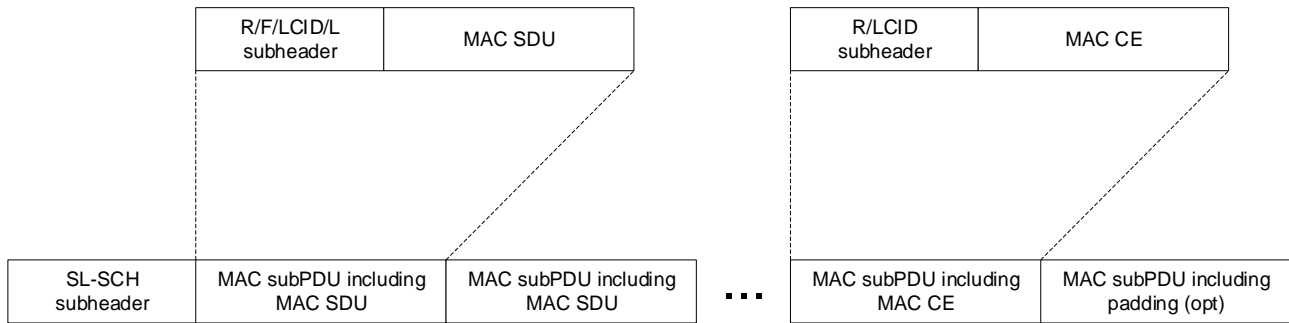 R/F/LCID/L
subheader
MAC SDU
R/LCID
subheader
MAC CE
SL-SCH
subheader
MAC subPDU including
MAC SDU
MAC subPDU including
MAC SDU
...
MAC subPDU including
MAC CE
MAC subPDU including
padding (opt)